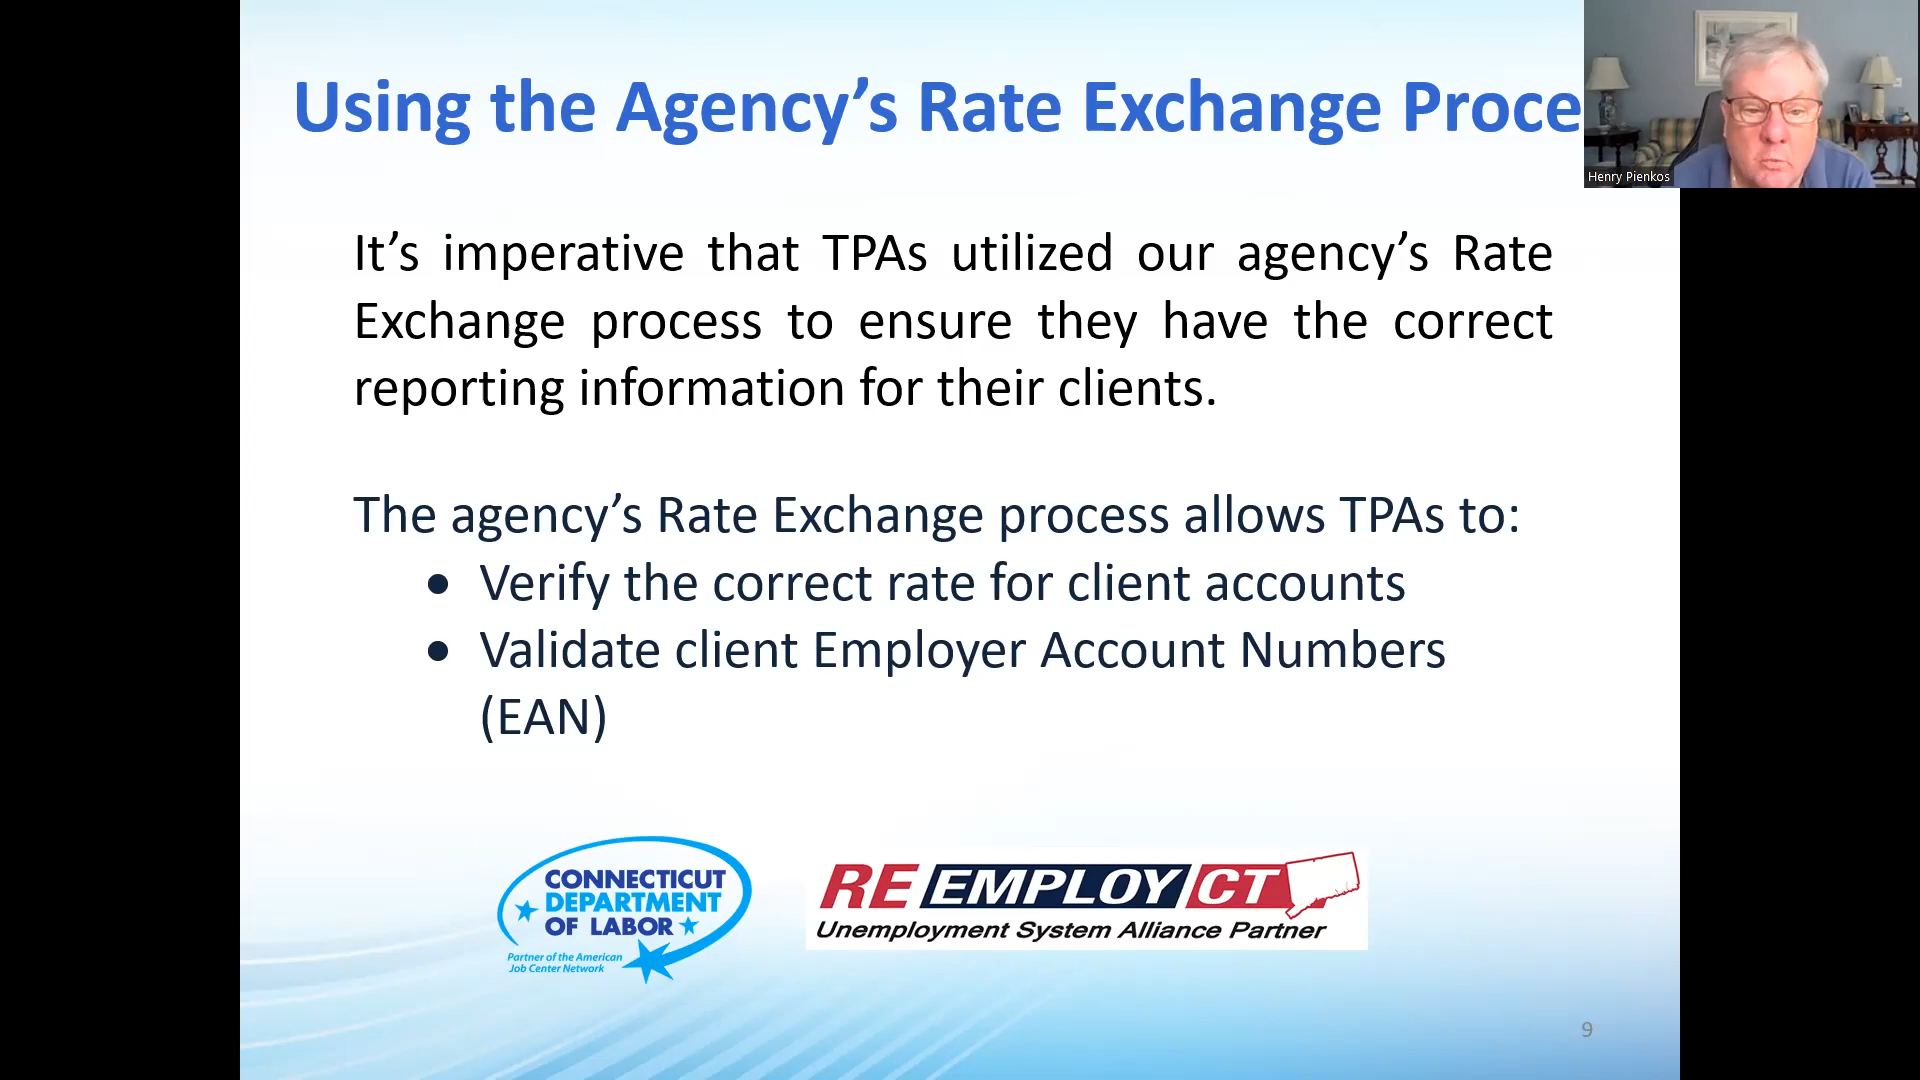 Using the Agency’s Rate Exchange Proce
Henry Pienkos
It’s imperative that TPAs utilized our agency’s Rate
Exchange process to ensure they have the correct
reporting information for their clients.
The agency’s Rate Exchange process allows TPAs to:
• Verify the correct rate for client accounts
• Validate client Employer Account Numbers
(EAN)
CONNECTICUT
DEPARTMENT
OF LABOR
Partner of the American
Job Center Network
REEMPLOYCT
Unemployment System Alliance Partner
9